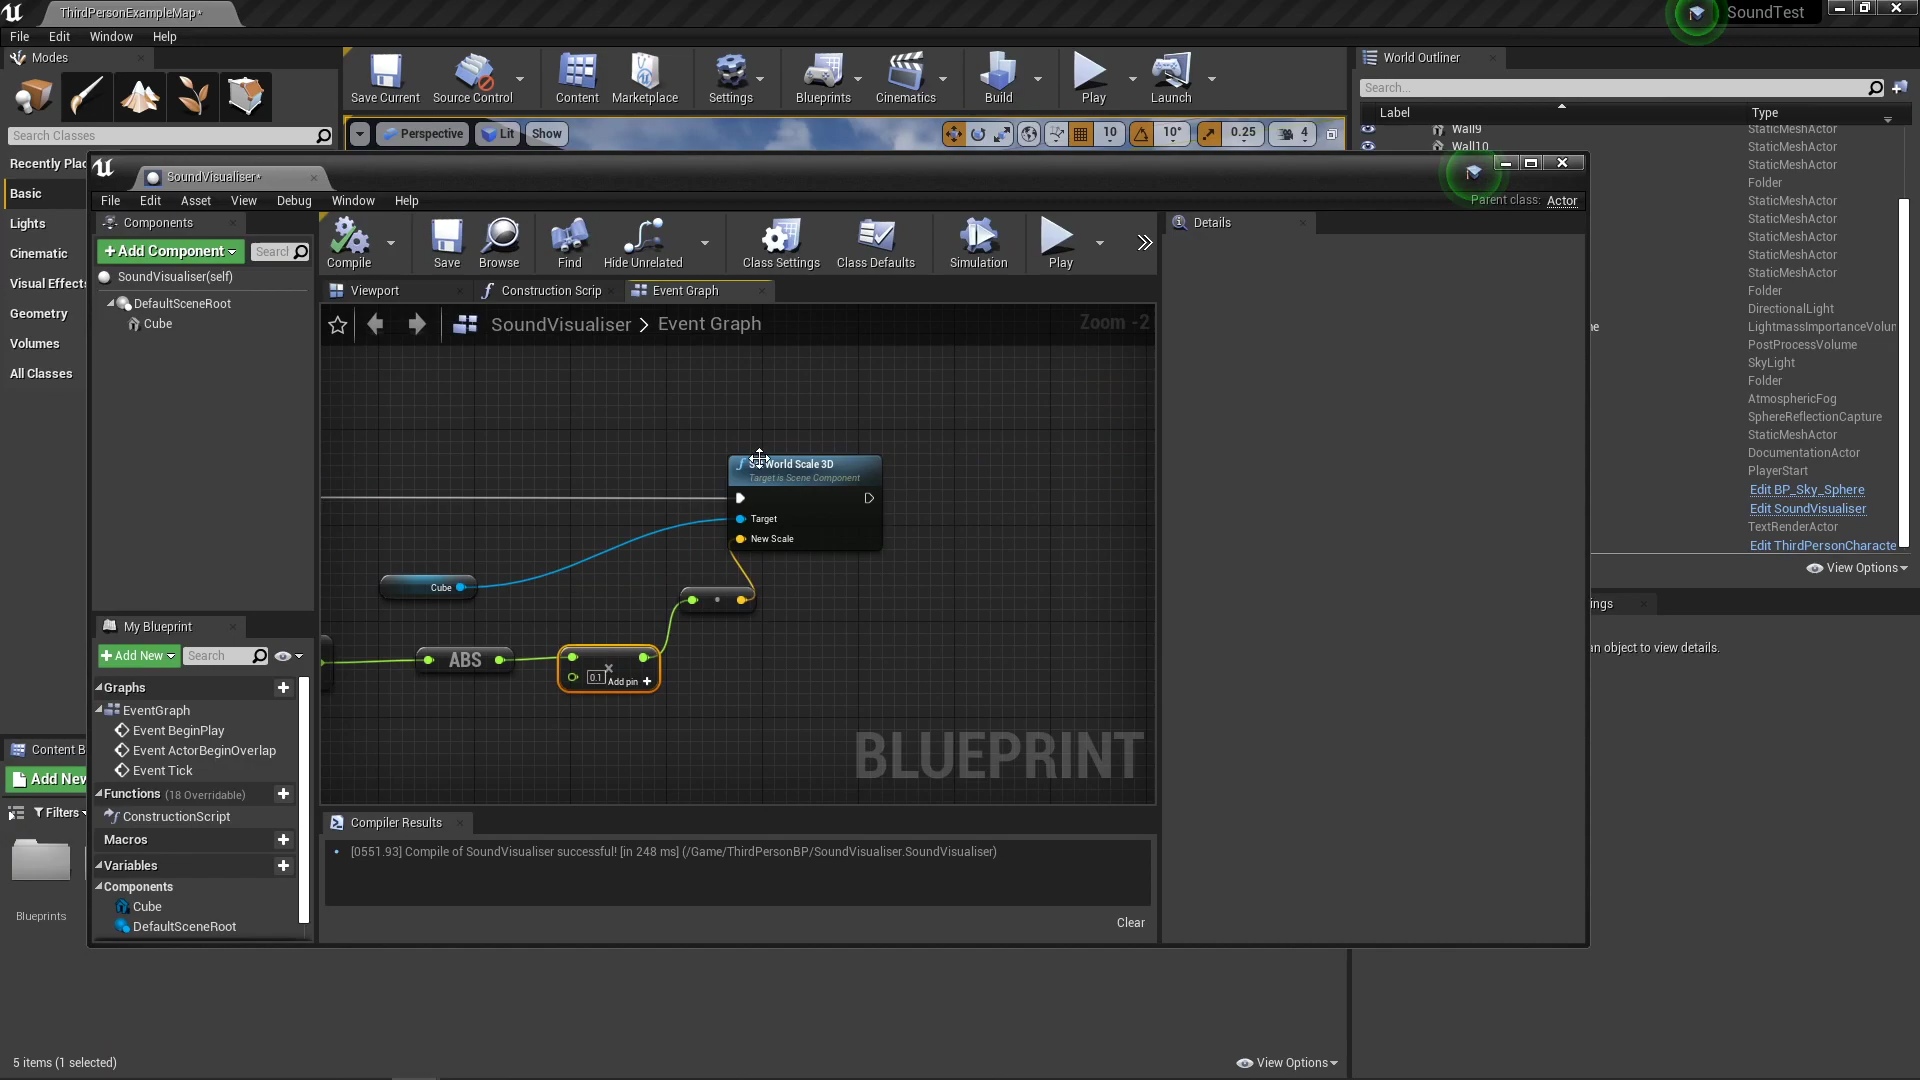 ThirdPersonExampleMap*
SoundTest
File Edit Window Help
Modes
World Outliner
Save Current
Source Control
Content
Marketplace
Settings
Blueprints
Cinematics
Build
Play
Launch
Search...
Search Classes
Perspective
Lit
Show
10
10°
0.25
4
Label
Type
Wall9
StaticMeshActor
Wall10
StaticMeshActor
StaticMeshActor
Folder
StaticMeshActor
StaticMeshActor
StaticMeshActor
StaticMeshActor
StaticMeshActor
Folder
DirectionalLight
LightmassImportanceVolum
PostProcessVolume
SkyLight
Folder
AtmosphericFog
SphereReflectionCapture
StaticMeshActor
DocumentationActor
PlayerStart
Edit BP_Sky_Sphere
Edit SoundVisualiser
TextRenderActor
Edit ThirdPersonCharacte
View Options
ings
an object to view details.
Recently Plac
Basic
Lights
Cinematic
Visual Effects
Geometry
Volumes
All Classes
Content B
Add New
Filters
Blueprints
5 items (1 selected)
View Options
SoundVisualiser*
File Edit Asset View Debug Window Help
Parent class: Actor
Components
+Add Component
Search
SoundVisualiser(self)
DefaultSceneRoot
Cube
Compile
Save
Browse
Find
Hide Unrelated
Class Settings
Class Defaults
Simulation
Play
Details
Viewport
Construction Scrip
Event Graph
SoundVisualiser > Event Graph
Zoom -2
World Scale 3D
Target is Scene Component
Target
New Scale
Cube
ABS
0.1
Add pin +
BLUEPRINT
My Blueprint
+Add New
Search
Graphs
EventGraph
Event BeginPlay
Event ActorBeginOverlap
Event Tick
Functions (18 Overridable)
ConstructionScript
Macros
Variables
Components
Cube
DefaultSceneRoot
Compiler Results
[0551.93] Compile of SoundVisualiser successful! [in 248 ms] (/Game/ThirdPersonBP/SoundVisualiser.SoundVisualiser)
Clear